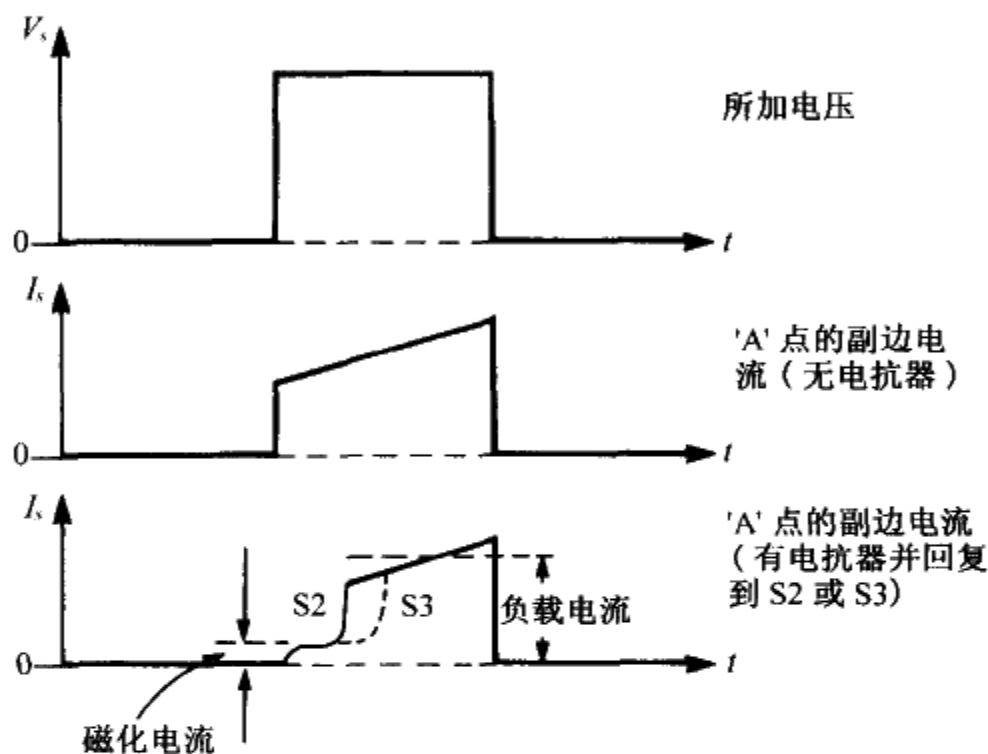 Vs
所加电压
0
t
Is
'A' 点的副边电
流（无电抗器）
0
t
Is
'A' 点的副边电流
（有电抗器并回复
到 S2 或 S3）
S2
S3
负载电流
0
t
磁化电流